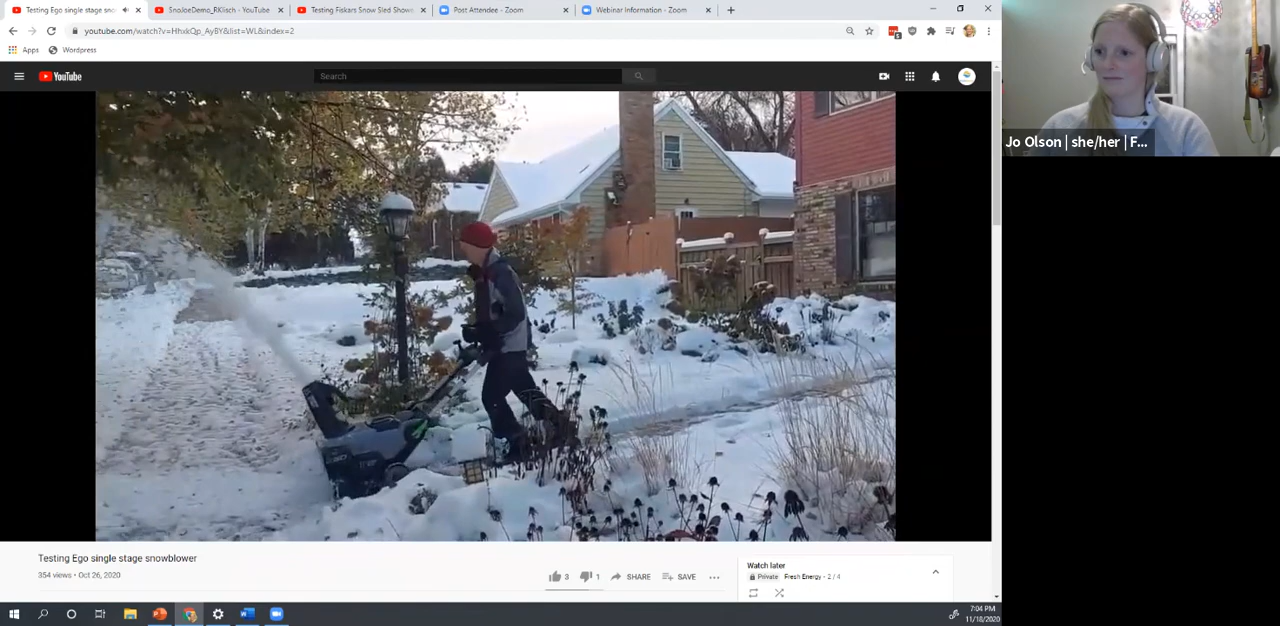 Testing Ego single stage sno
SnoJoeDemo_RKlisch - YouTube
Testing Fiskars Snow Sled Shove
Post Attendee - Zoom
Webinar Information - Zoom
youtube.com/watch?v=HhxkQp_Ay8Y&list=WL&index=2
Apps
Wordpress
YouTube
Search
Jo Olson | she/her | F...
Testing Ego single stage snowblower
354 views • Oct 26, 2020
3
1
SHARE
SAVE
Watch later
Private
Fresh Energy - 2 / 4
7:04 PM
11/18/2020